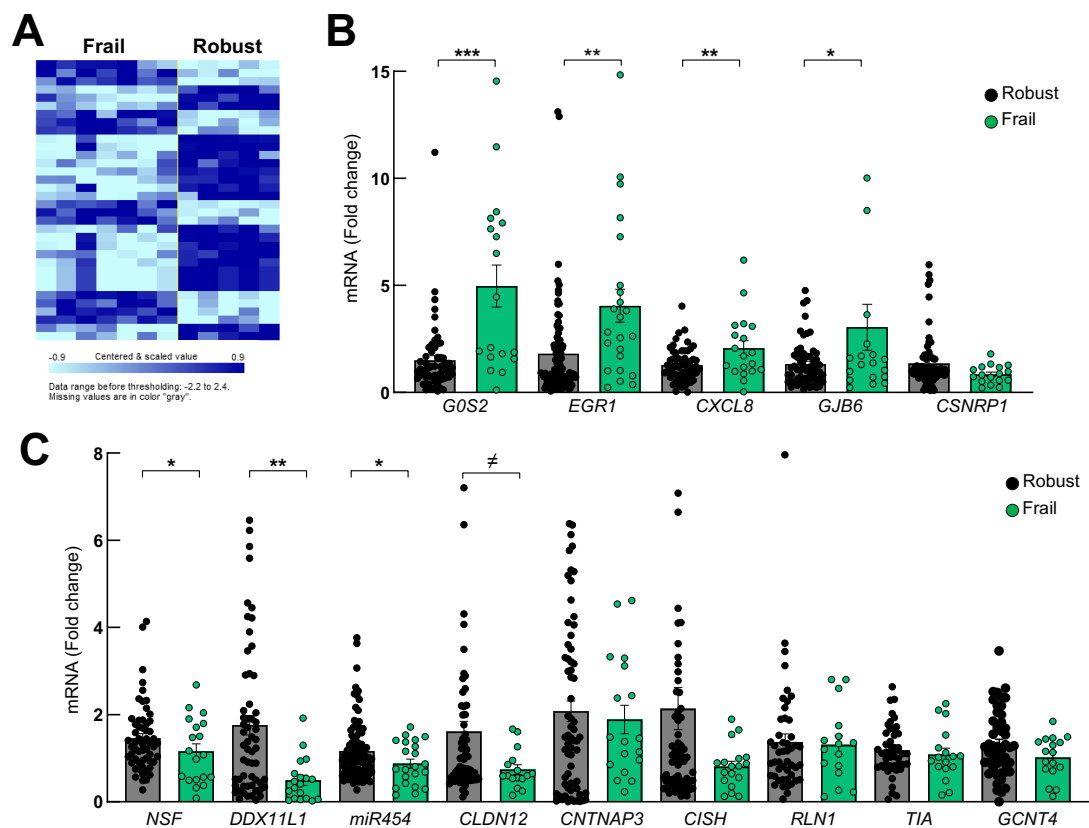 A
Frail Robust
-0.9 Centered & scaled value 0.9
Data range before thresholding: -2.2 to 2.4.
Missing values are in color "gray".
B
*** ** ** *
15
10
5
0
mRNA (Fold change)
Robust
Frail
G0S2 EGR1 CXCL8 GJB6 CSNRP1
C
* ** * ≠
8
6
4
2
0
mRNA (Fold change)
Robust
Frail
NSF DDX11L1 miR454 CLDN12 CNTNAP3 CISH RLN1 TIA GCNT4